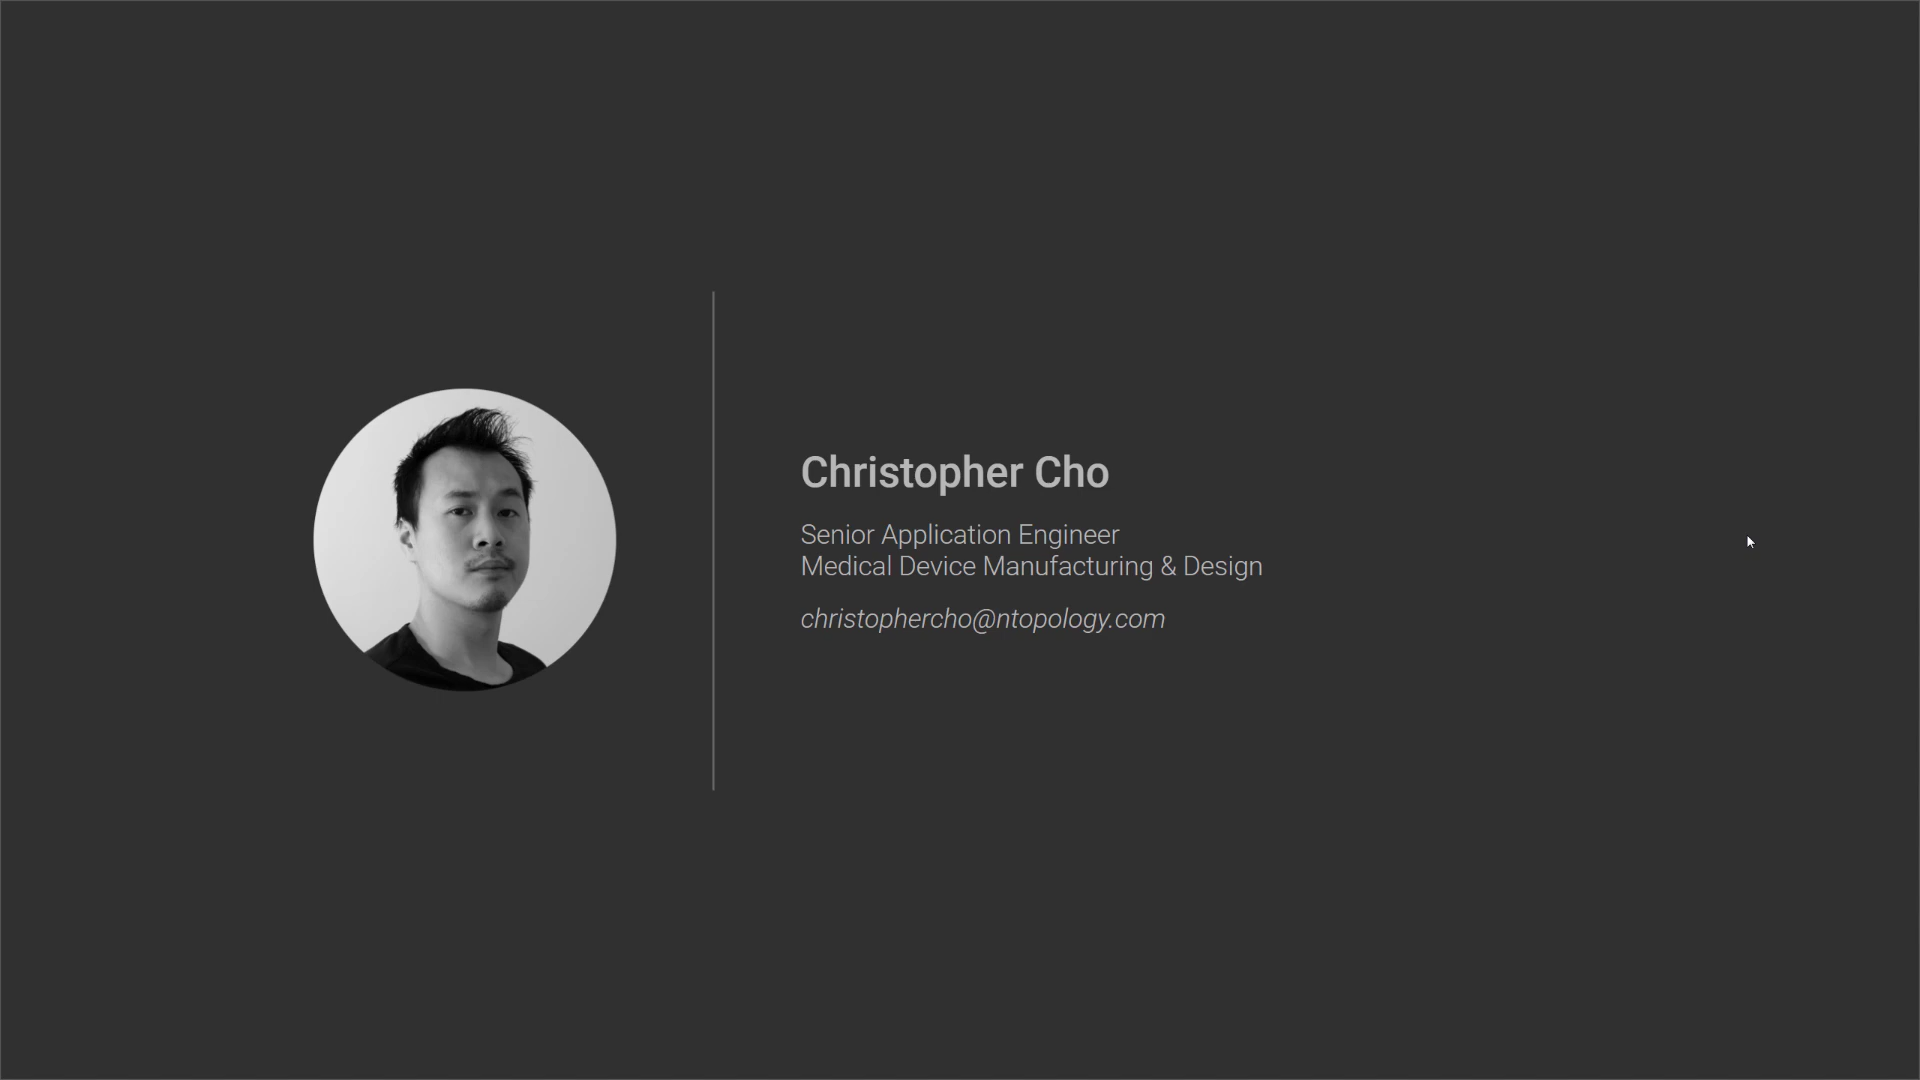 Christopher Cho
Senior Application Engineer
Medical Device Manufacturing & Design
christophercho@ntopology.com